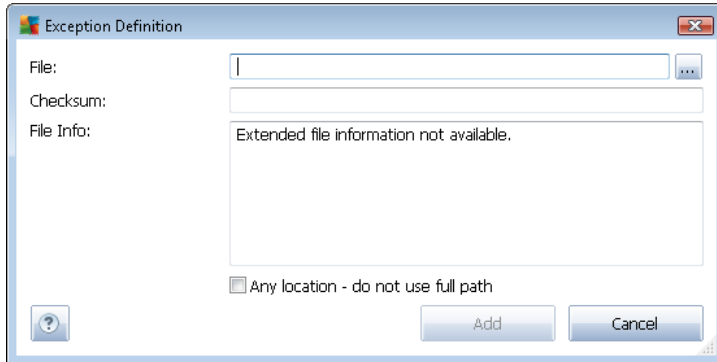 Exception Definition
File:
...
Checksum:
File Info:
Extended file information not available.
Any location - do not use full path
?
Add
Cancel